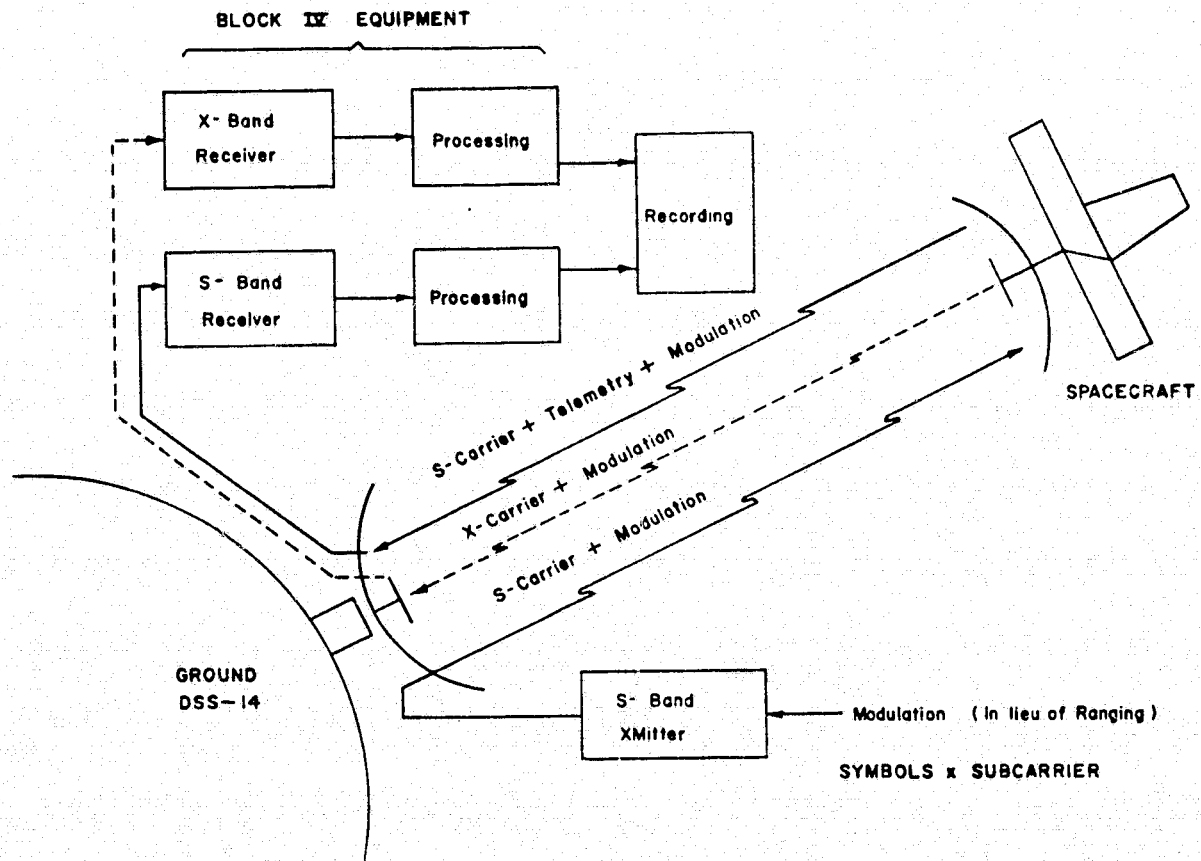 BLOCK IV EQUIPMENT
X-Band
Receiver
Processing
Recording
S-Band
Receiver
Processing
S-Carrier + Telemetry + Modulation
X-Carrier + Modulation
S-Carrier + Modulation
SPACECRAFT
GROUND
DSS-14
S-Band
XMitter
Modulation (In lieu of Ranging)
SYMBOLS x SUBCARRIER